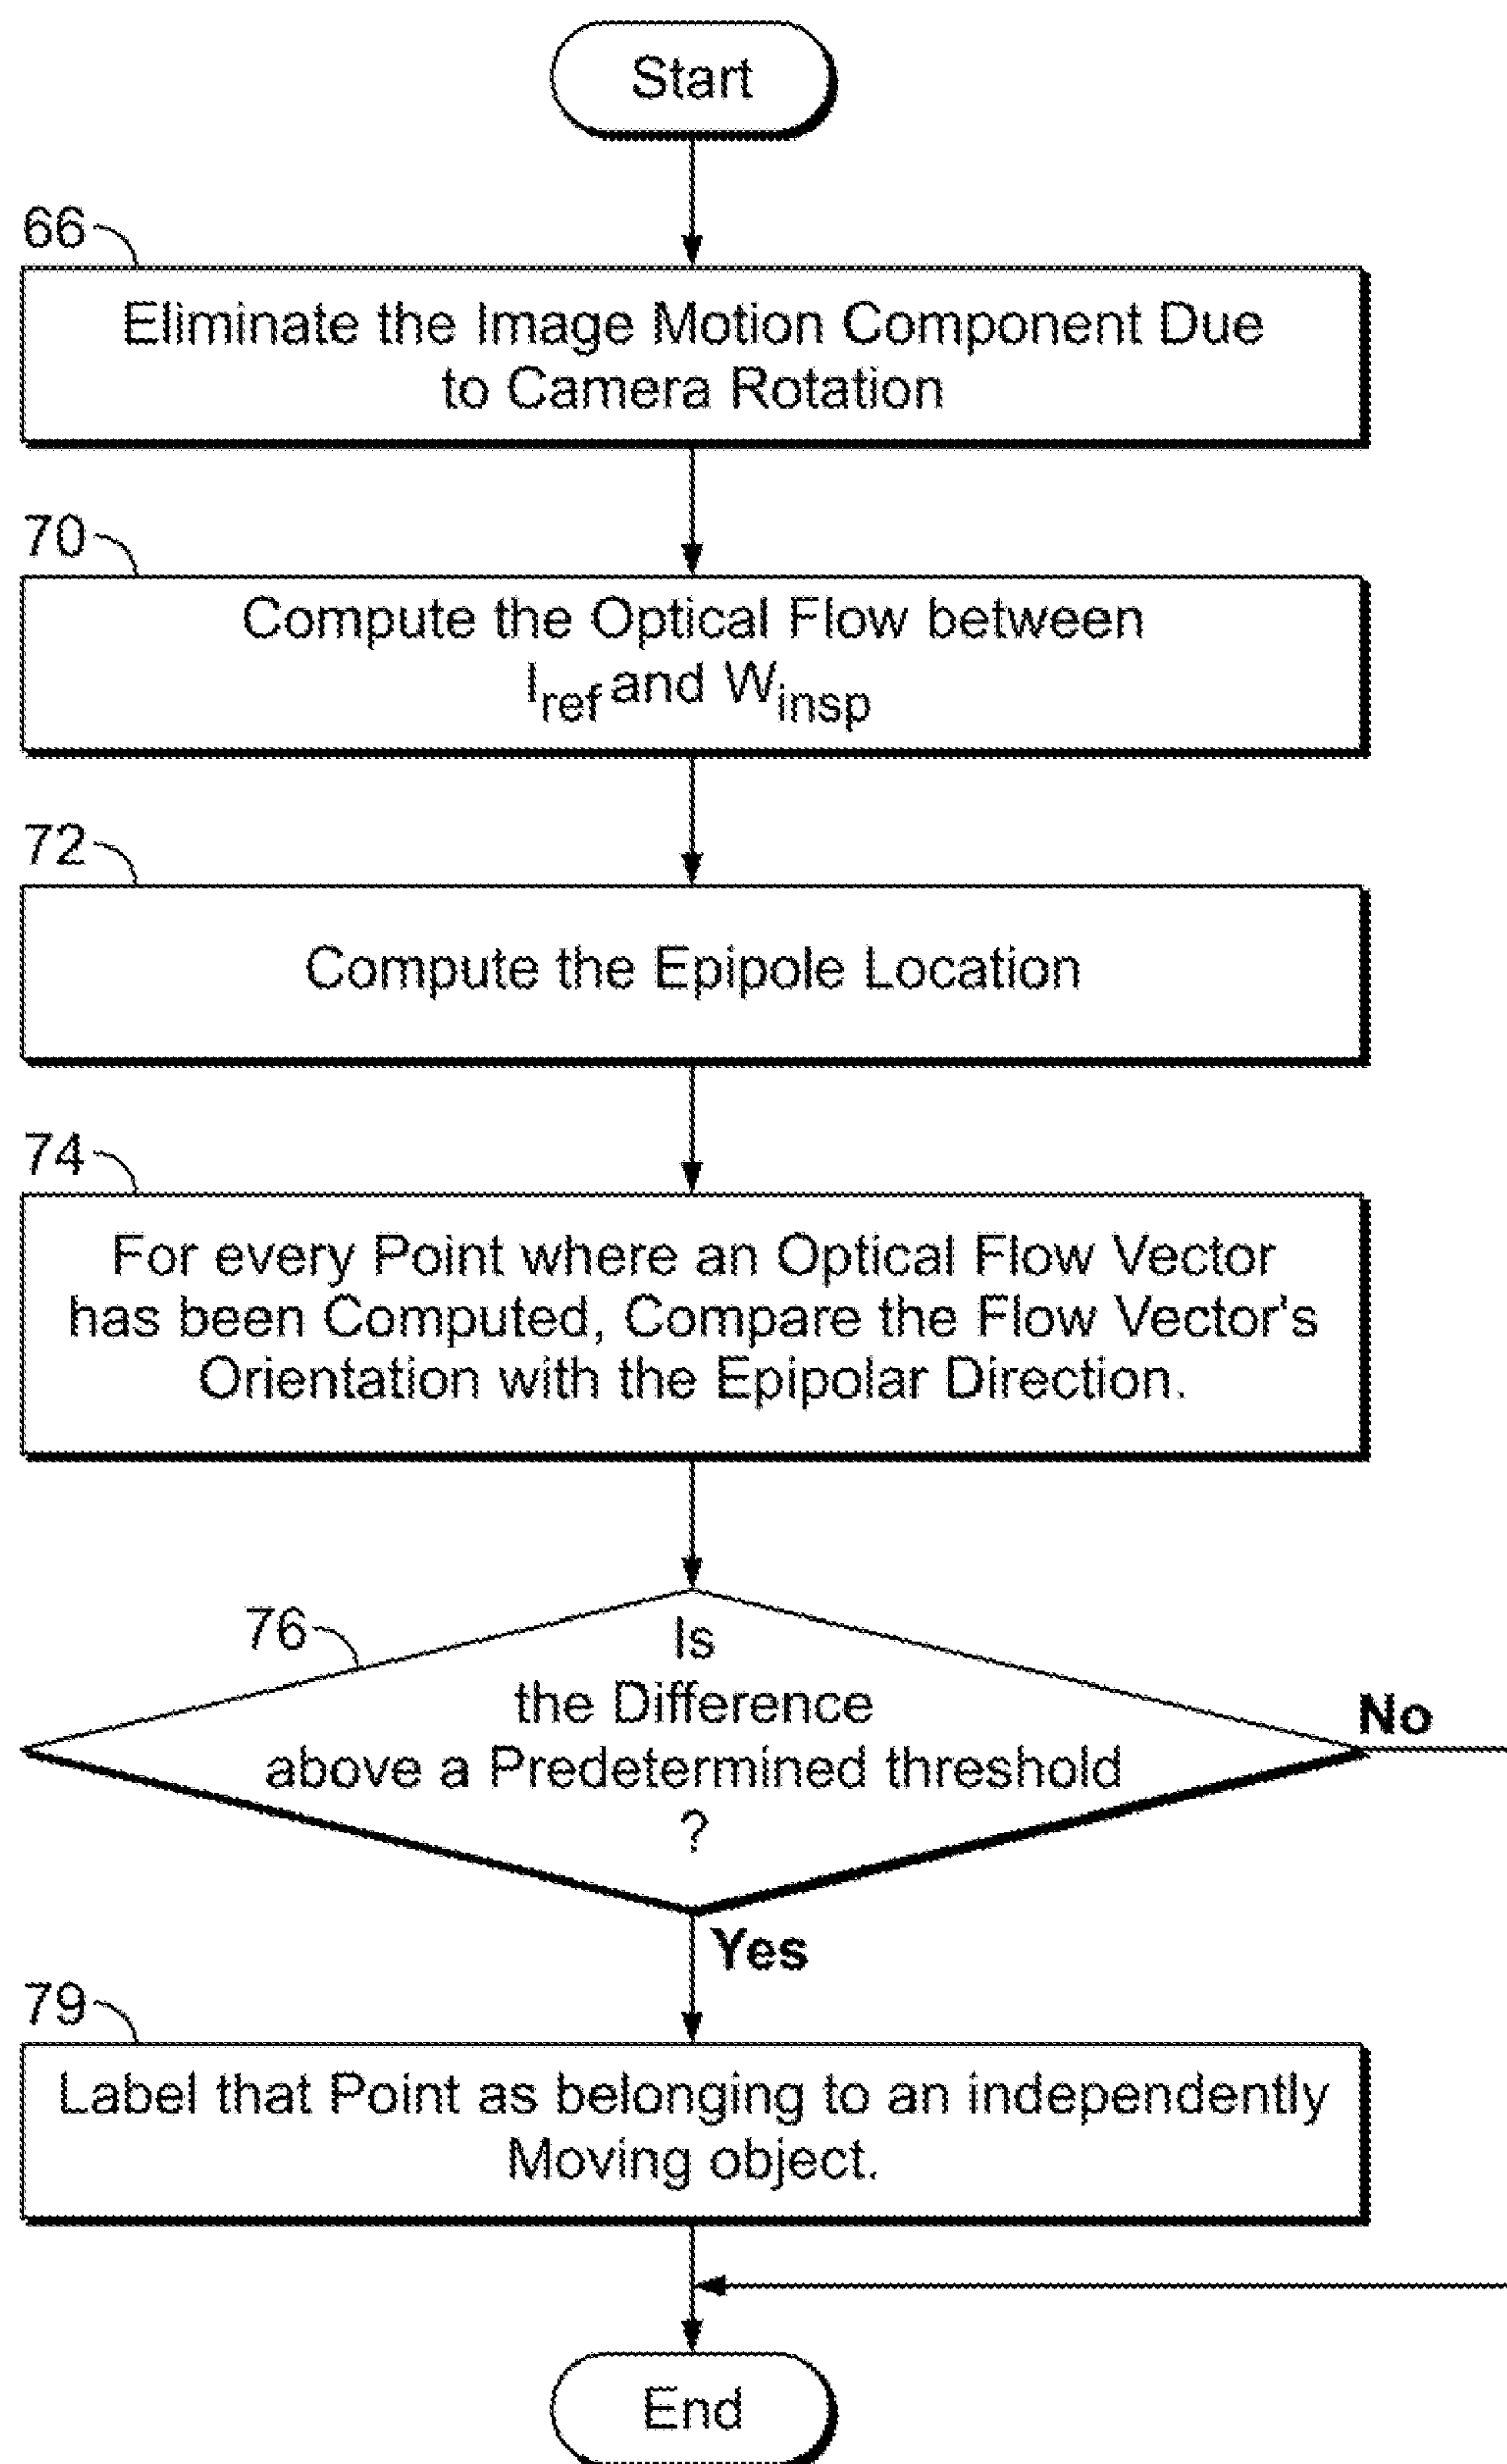 Start
66
Eliminate the Image Motion Component Due
to Camera Rotation
70
Compute the Optical Flow between
Iref and Winsp
72
Compute the Epipole Location
74
For every Point where an Optical Flow Vector
has been Computed, Compare the Flow Vector's
Orientation with the Epipolar Direction.
76
Is
the Difference
above a Predetermined threshold
?
No
Yes
79
Label that Point as belonging to an independently
Moving object.
End